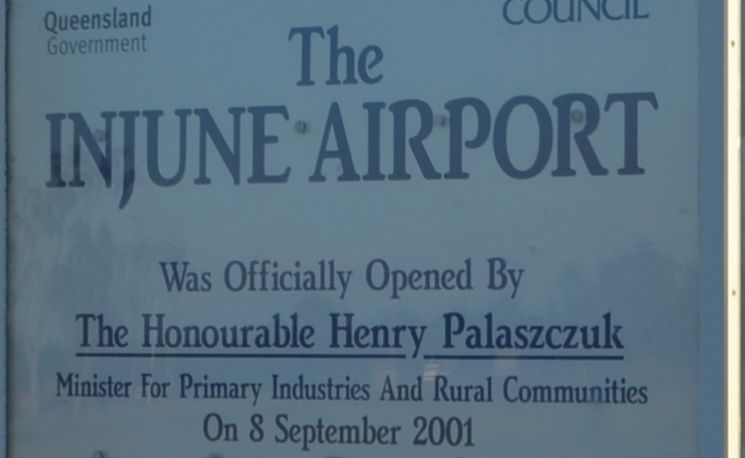 Queensland
Government
COUNCIL
The
INJUNE AIRPORT
Was Officially Opened By
The Honourable Henry Palaszczuk
Minister For Primary Industries And Rural Communities
On 8 September 2001